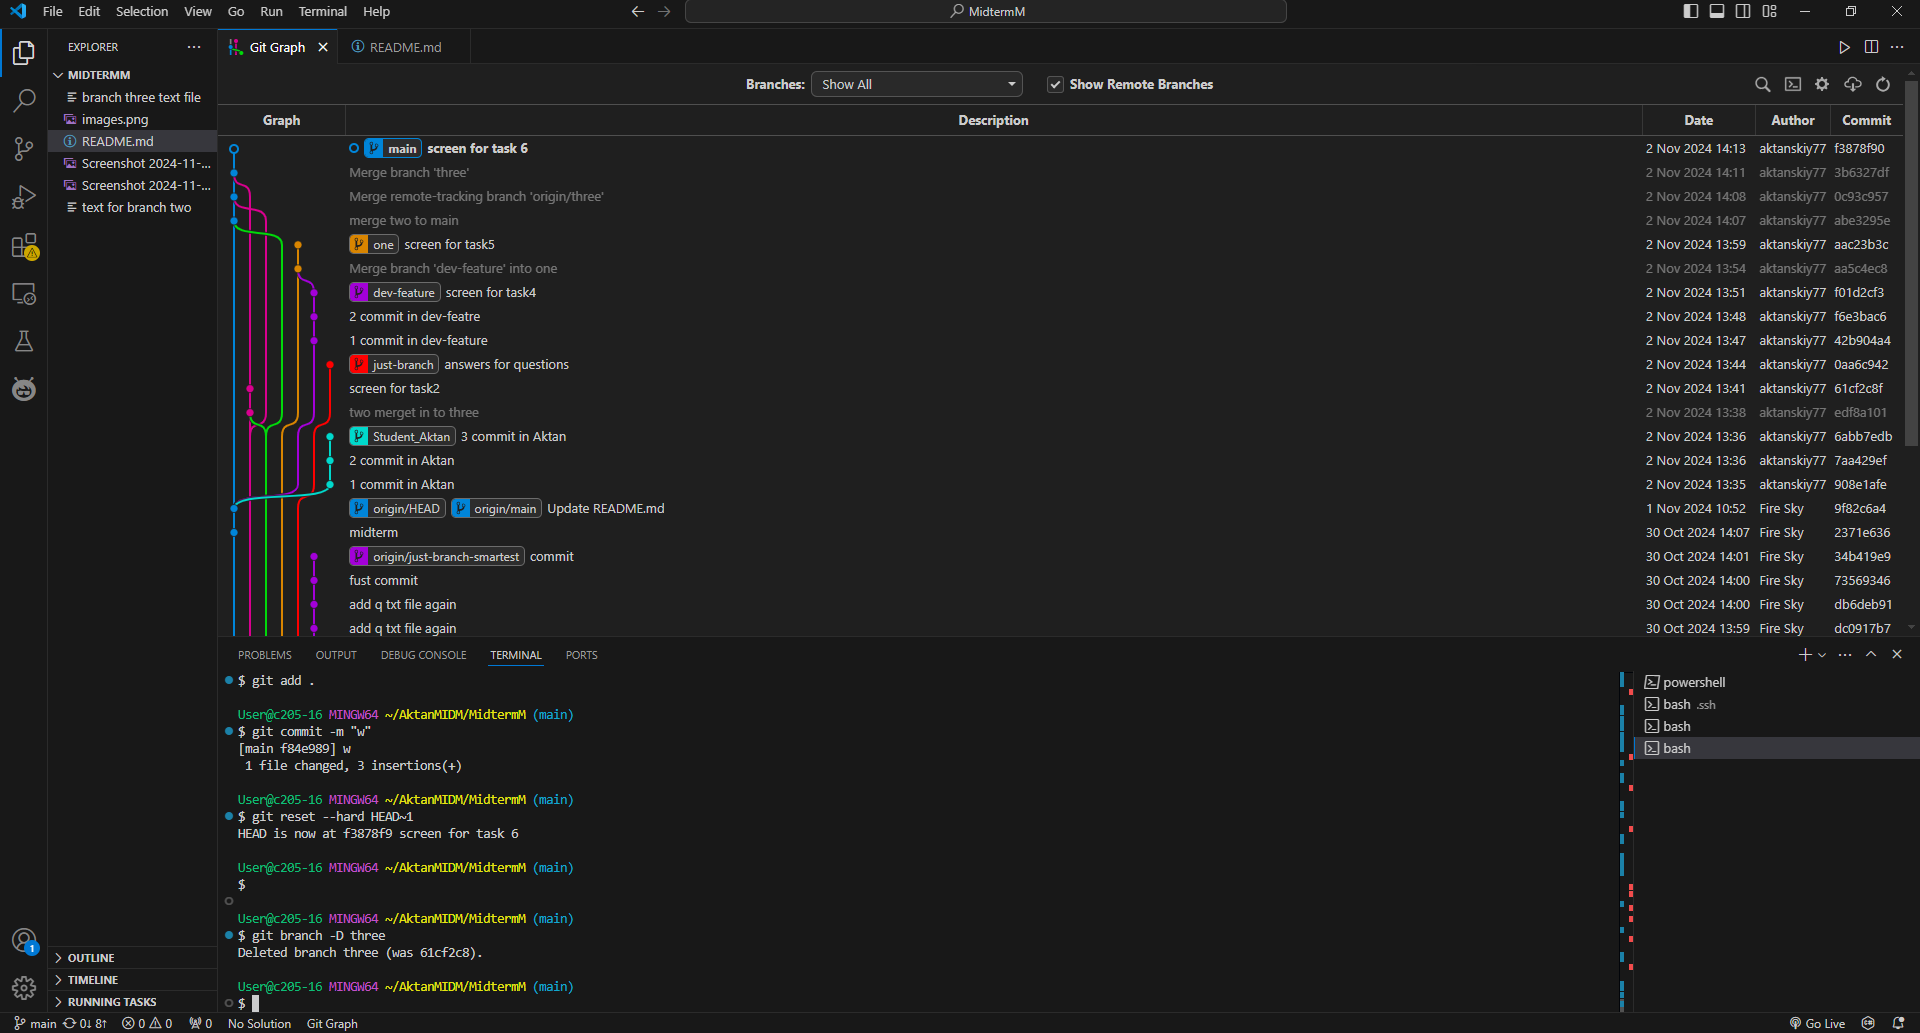 File Edit Selection View Go Run Terminal Help
MidtermM
EXPLORER
MIDTERMM
branch three text file
images.png
README.md
Screenshot 2024-11-...
Screenshot 2024-11-...
text for branch two
OUTLINE
TIMELINE
RUNNING TASKS
Git Graph
README.md
Branches: Show All Show Remote Branches
Graph Description Date Author Commit
main screen for task 6 2 Nov 2024 14:13 aktanskiy77 f3878f90
Merge branch 'three' 2 Nov 2024 14:11 aktanskiy77 3b6327df
Merge remote-tracking branch 'origin/three' 2 Nov 2024 14:08 aktanskiy77 0c93c957
merge two to main 2 Nov 2024 14:07 aktanskiy77 abe3295e
one screen for task5 2 Nov 2024 13:59 aktanskiy77 aac23b3c
Merge branch 'dev-feature' into one 2 Nov 2024 13:54 aktanskiy77 aa5c4ec8
dev-feature screen for task4 2 Nov 2024 13:51 aktanskiy77 f01d2cf3
2 commit in dev-featre 2 Nov 2024 13:48 aktanskiy77 f6e3bac6
1 commit in dev-feature 2 Nov 2024 13:47 aktanskiy77 42b904a4
just-branch answers for questions 2 Nov 2024 13:44 aktanskiy77 0aa6c942
screen for task2 2 Nov 2024 13:41 aktanskiy77 61cf2c8f
two merget in to three 2 Nov 2024 13:38 aktanskiy77 edf8a101
Student_Aktan 3 commit in Aktan 2 Nov 2024 13:36 aktanskiy77 6abb7edb
2 commit in Aktan 2 Nov 2024 13:36 aktanskiy77 7aa429ef
1 commit in Aktan 2 Nov 2024 13:35 aktanskiy77 908e1afe
origin/HEAD origin/main Update README.md 1 Nov 2024 10:52 Fire Sky 9f82c6a4
midterm 30 Oct 2024 14:07 Fire Sky 2371e636
origin/just-branch-smartest commit 30 Oct 2024 14:01 Fire Sky 34b419e9
fust commit 30 Oct 2024 14:00 Fire Sky 73569346
add q txt file again 30 Oct 2024 14:00 Fire Sky db6deb91
add q txt file again 30 Oct 2024 13:59 Fire Sky dc0917b7
PROBLEMS OUTPUT DEBUG CONSOLE TERMINAL PORTS
$ git add .
User@c205-16 MINGW64 ~/AktanMIDM/MidtermM (main)
$ git commit -m "w"
[main f84e989] w
1 file changed, 3 insertions(+)
User@c205-16 MINGW64 ~/AktanMIDM/MidtermM (main)
$ git reset --hard HEAD~1
HEAD is now at f3878f9 screen for task 6
User@c205-16 MINGW64 ~/AktanMIDM/MidtermM (main)
$
User@c205-16 MINGW64 ~/AktanMIDM/MidtermM (main)
$ git branch -D three
Deleted branch three (was 61cf2c8).
User@c205-16 MINGW64 ~/AktanMIDM/MidtermM (main)
$
powershell
bash .ssh
bash
bash
1
main 0↓ 8↑ 0 0 0 No Solution Git Graph Go Live